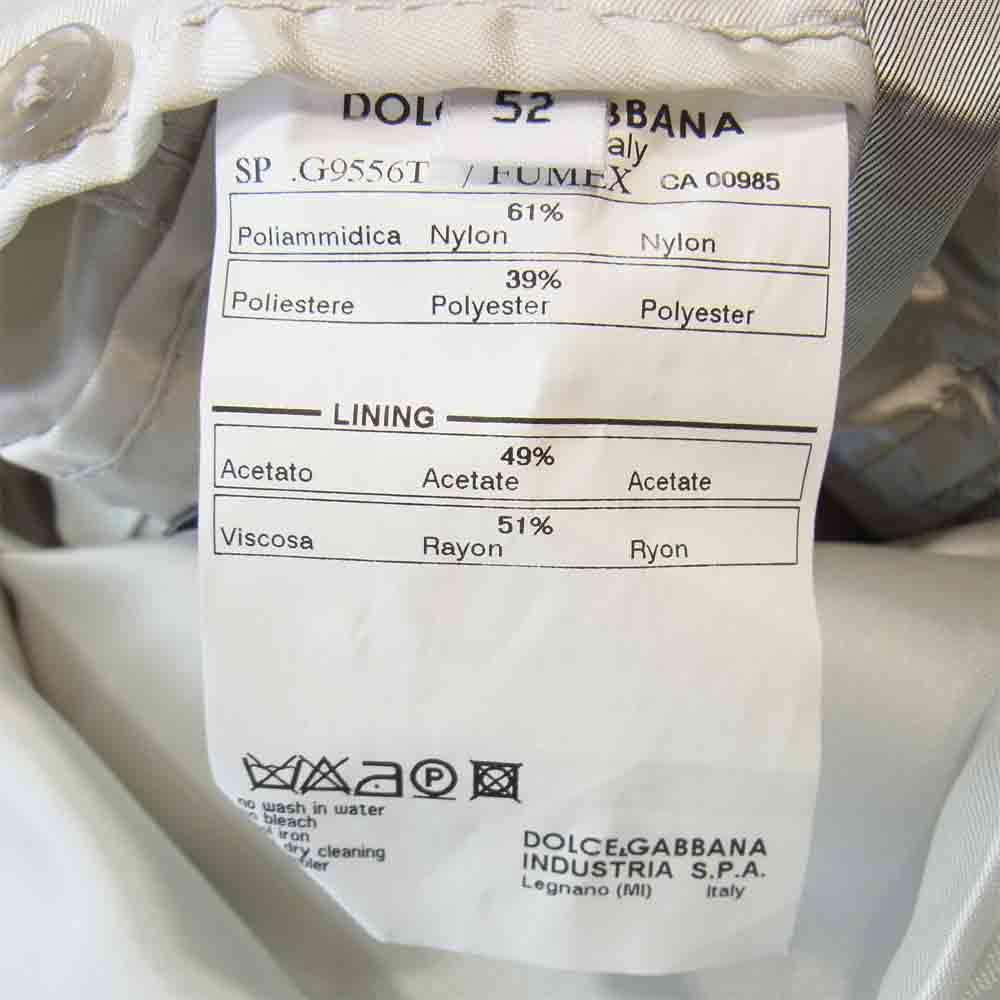 52
DOL BBANA
aly
SP .G9556T / FUMEX CA 00985
61%
Poliammidica Nylon Nylon
39%
Poliestere Polyester Polyester
LINING
49%
Acetato Acetate Acetate
51%
Viscosa Rayon Ryon
P
no wash in water
bleach
iron
dry cleaning
DOLCE&GABBANA
INDUSTRIA S.P.A.
Legnano (MI) Italy